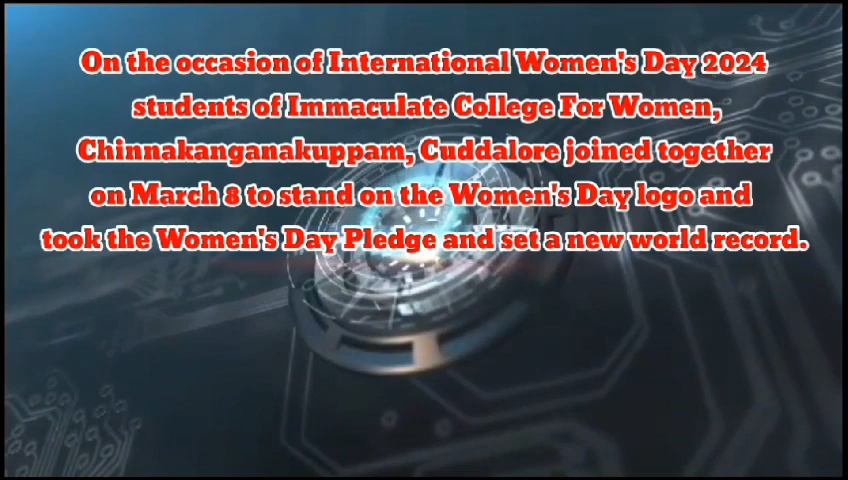 On the occasion of International Women's Day 2024
students of Immaculate College For Women,
Chinnakanganakuppam, Cuddalore joined together
on March 8 to stand on the Women's Day logo and
took the Women's Day Pledge and set a new world record.